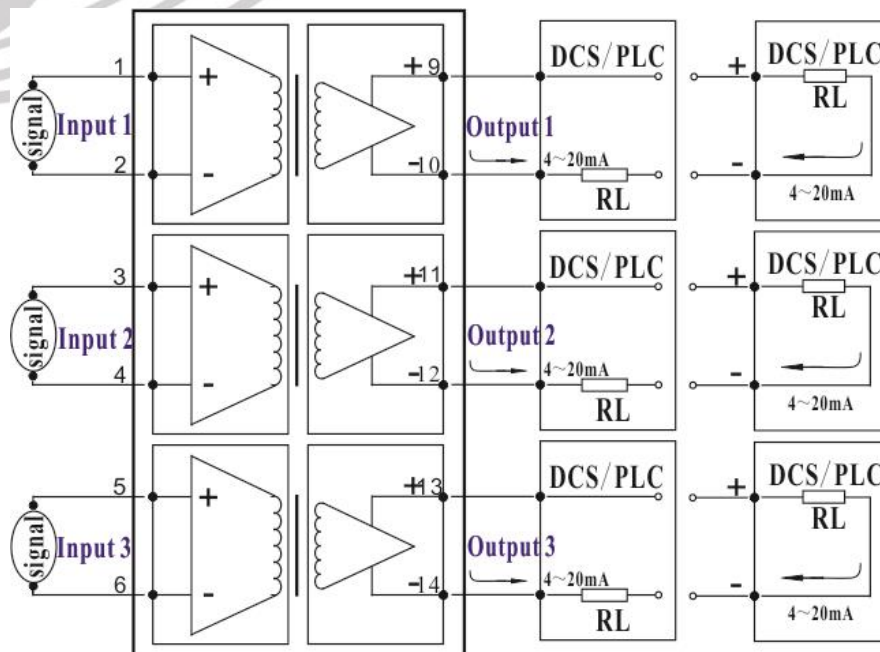 1
+
+
9
DCS/PLC
+
DCS/PLC
RL
signal
Input 1
Output 1
2
-
-
10
4~20mA
RL
-
4~20mA
3
+
+
11
DCS/PLC
+
DCS/PLC
RL
signal
Input 2
Output 2
4
-
-
12
4~20mA
RL
-
4~20mA
5
+
+
13
DCS/PLC
+
DCS/PLC
RL
signal
Input 3
Output 3
6
-
-
14
4~20mA
RL
-
4~20mA